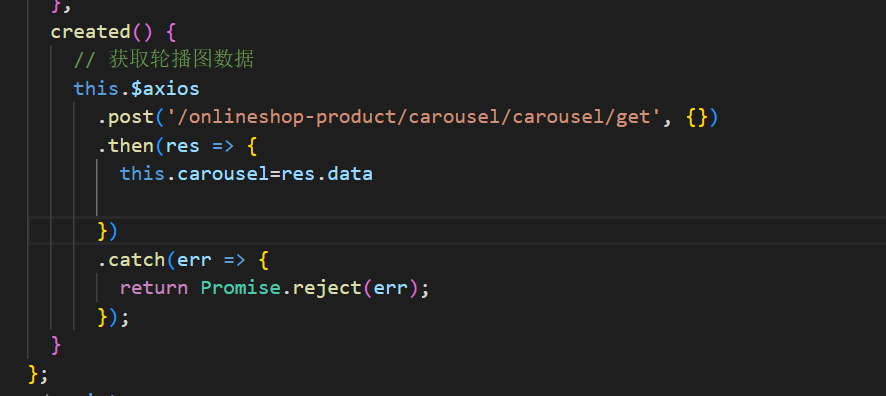 },
created() {
// 获取轮播图数据
this.$axios
.post('/onlineshop-product/carousel/carousel/get', {})
.then(res => {
this.carousel=res.data
})
.catch(err => {
return Promise.reject(err);
});
}
};